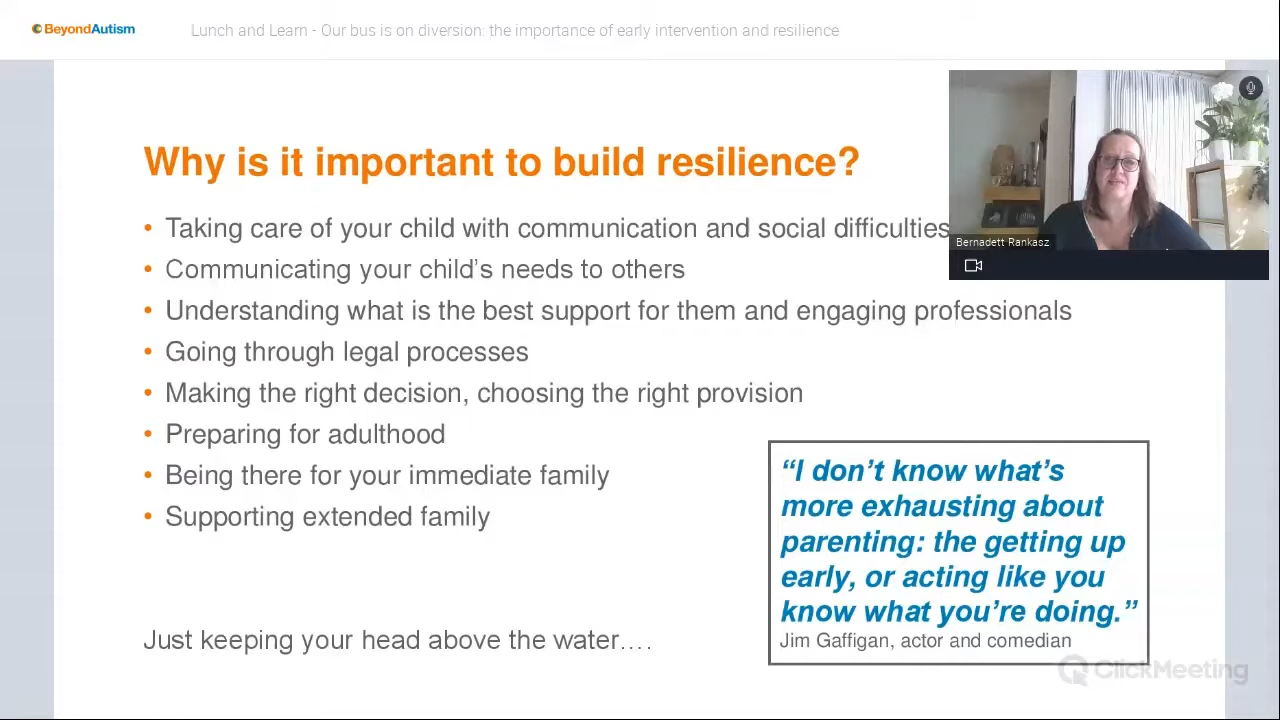 BeyondAutism
Lunch and Learn - Our bus is on diversion: the importance of early intervention and resilience
Why is it important to build resilience?
• Taking care of your child with communication and social difficulties
• Communicating your child's needs to others
• Understanding what is the best support for them and engaging professionals
• Going through legal processes
• Making the right decision, choosing the right provision
• Preparing for adulthood
• Being there for your immediate family
• Supporting extended family
Just keeping your head above the water....
“I don't know what's
more exhausting about
parenting: the getting up
early, or acting like you
know what you're doing.”
Jim Gaffigan, actor and comedian
Bernadett Rankasz
ClickMeeting